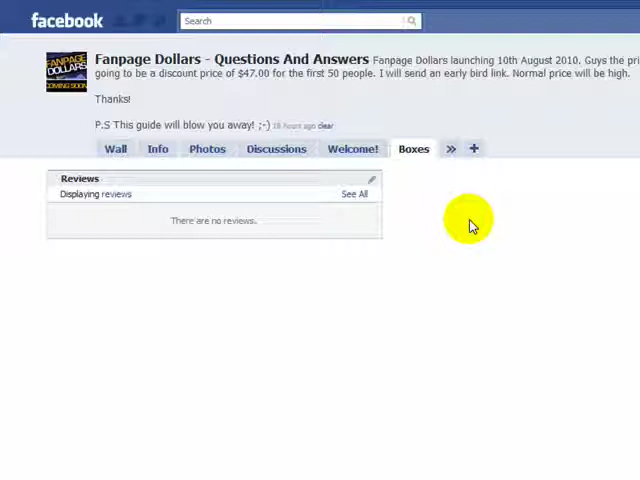 facebook
Search
FANPAGE
DOLLARS
COMING SOON
Fanpage Dollars - Questions And Answers Fanpage Dollars launching 10th August 2010. Guys the pri
going to be a discount price of $47.00 for the first 50 people. I will send an early bird link. Normal price will be high.
Thanks!
P.S This guide will blow you away! ;-) 18 hours ago clear
Wall Info Photos Discussions Welcome! Boxes » +
Reviews
Displaying reviews See All
There are no reviews.